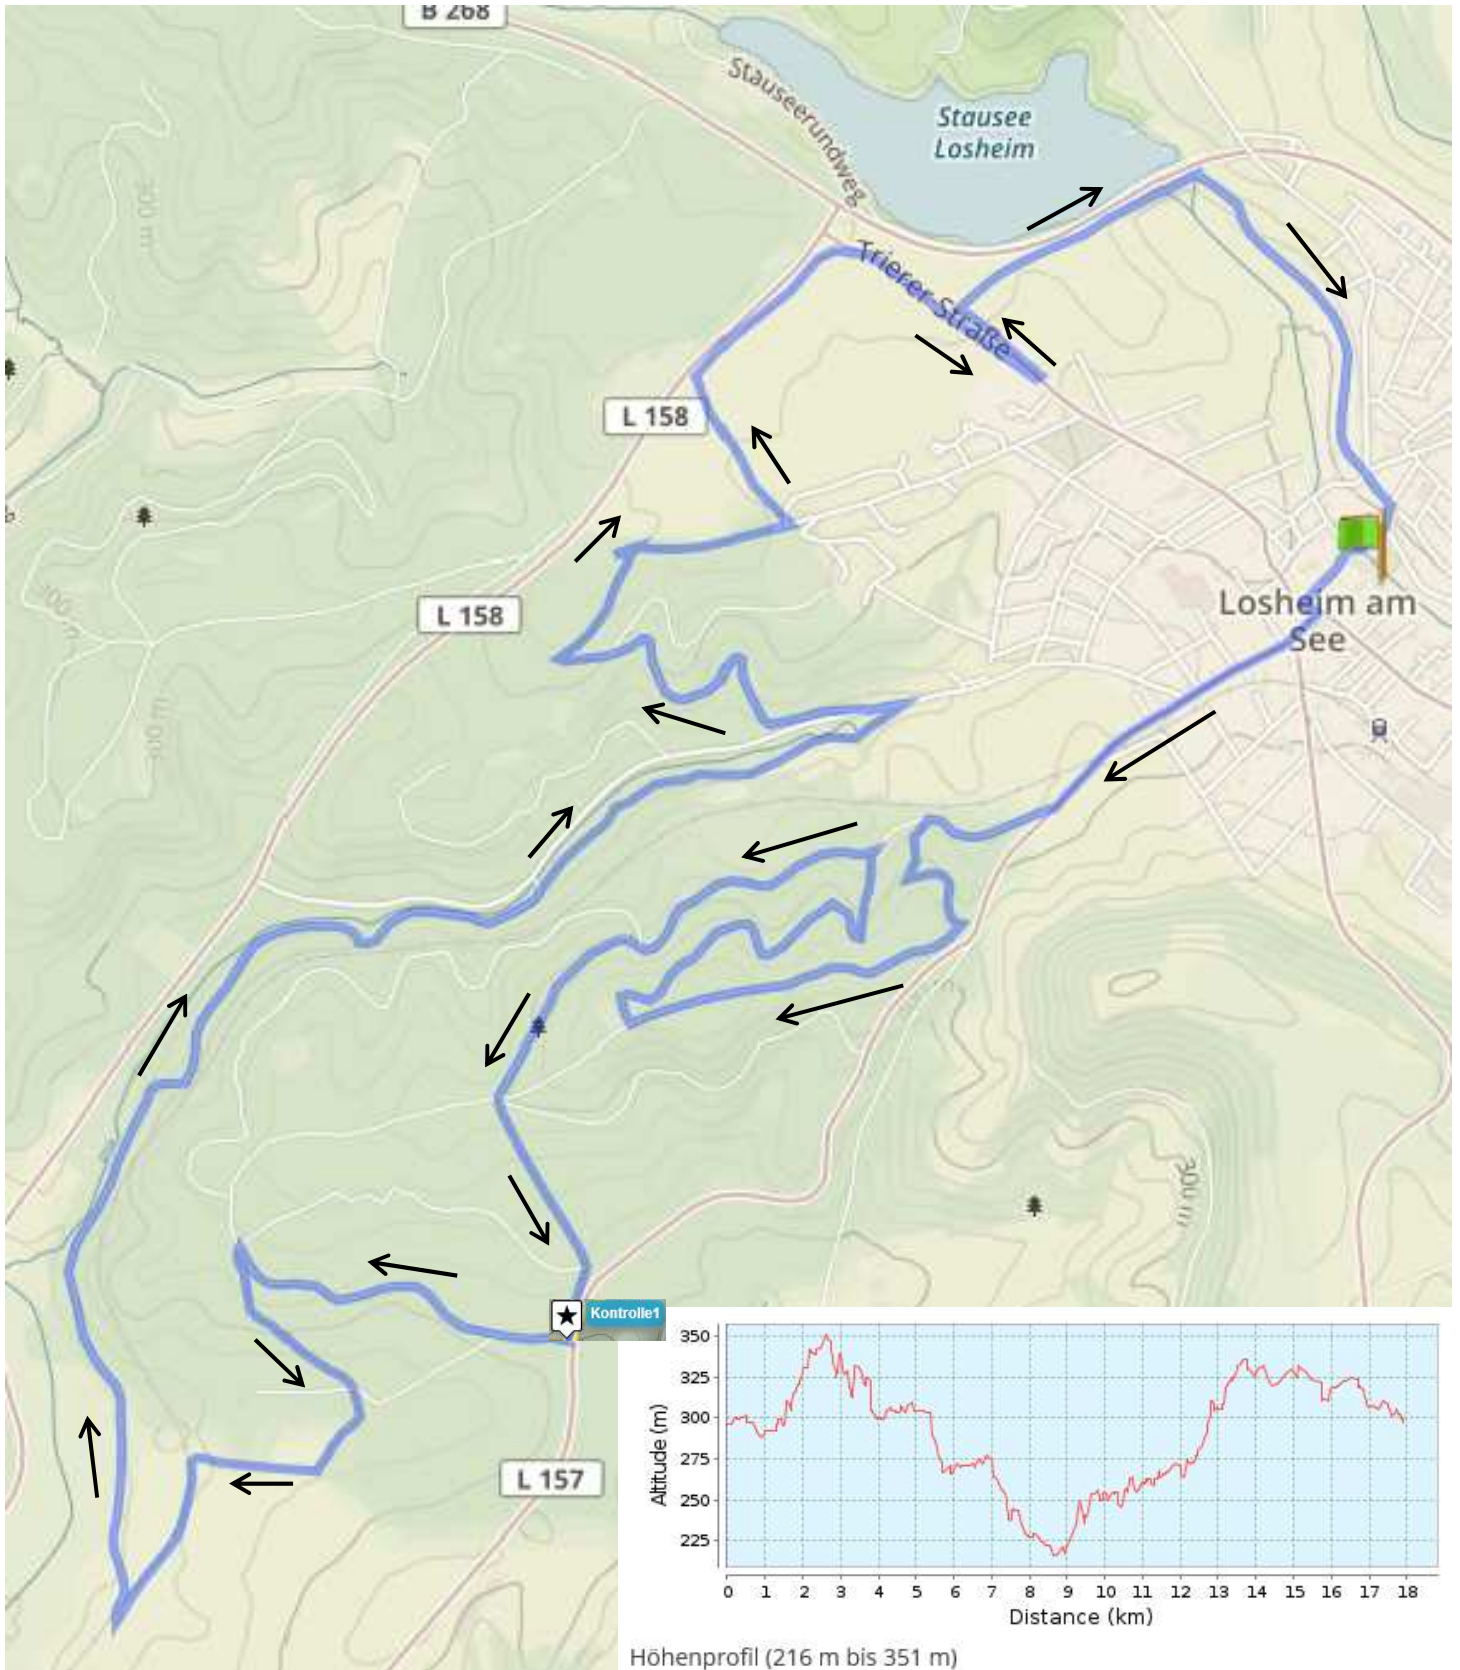 B 268
Stauseerundweg
Stausee
Losheim
Trierer Straße
300 m
L 158
L 158
Losheim am
See
300 m
Kontrolle1
L 157
350
325
300
275
250
225
Altitude (m)
0 1 2 3 4 5 6 7 8 9 10 11 12 13 14 15 16 17 18
Distance (km)
Höhenprofil (216 m bis 351 m)